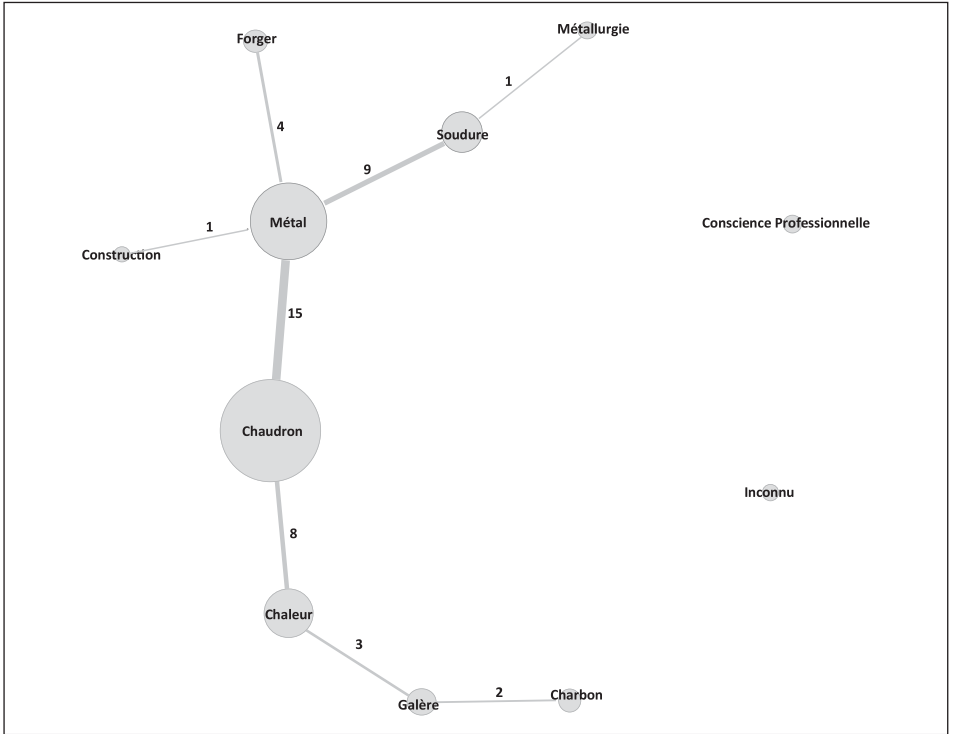 Métallurgie
Forger
1
4
Soudure
9
Métal
Conscience Professionnelle
1
Construction
15
Chaudron
Inconnu
8
Chaleur
3
2
Charbon
Galère